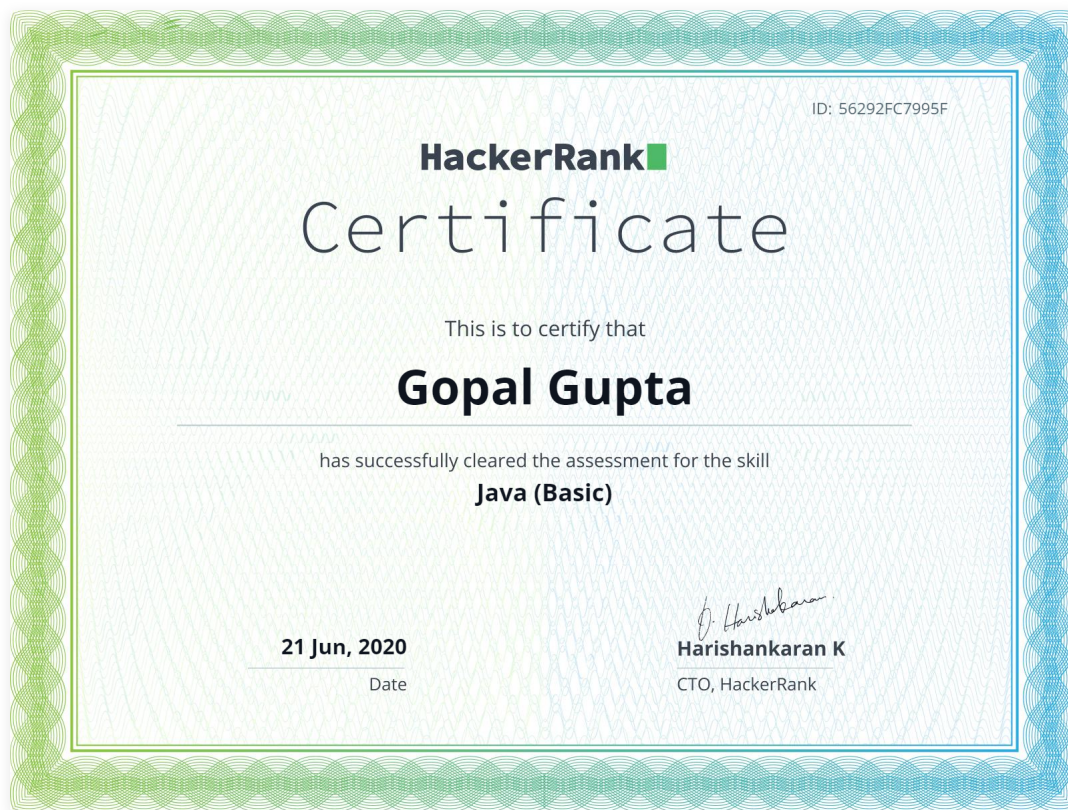 ID: 56292FC7995F
HackerRank
Certificate
This is to certify that
Gopal Gupta
has successfully cleared the assessment for the skill
Java (Basic)
21 Jun, 2020
Date
Harishankaran K
CTO, HackerRank